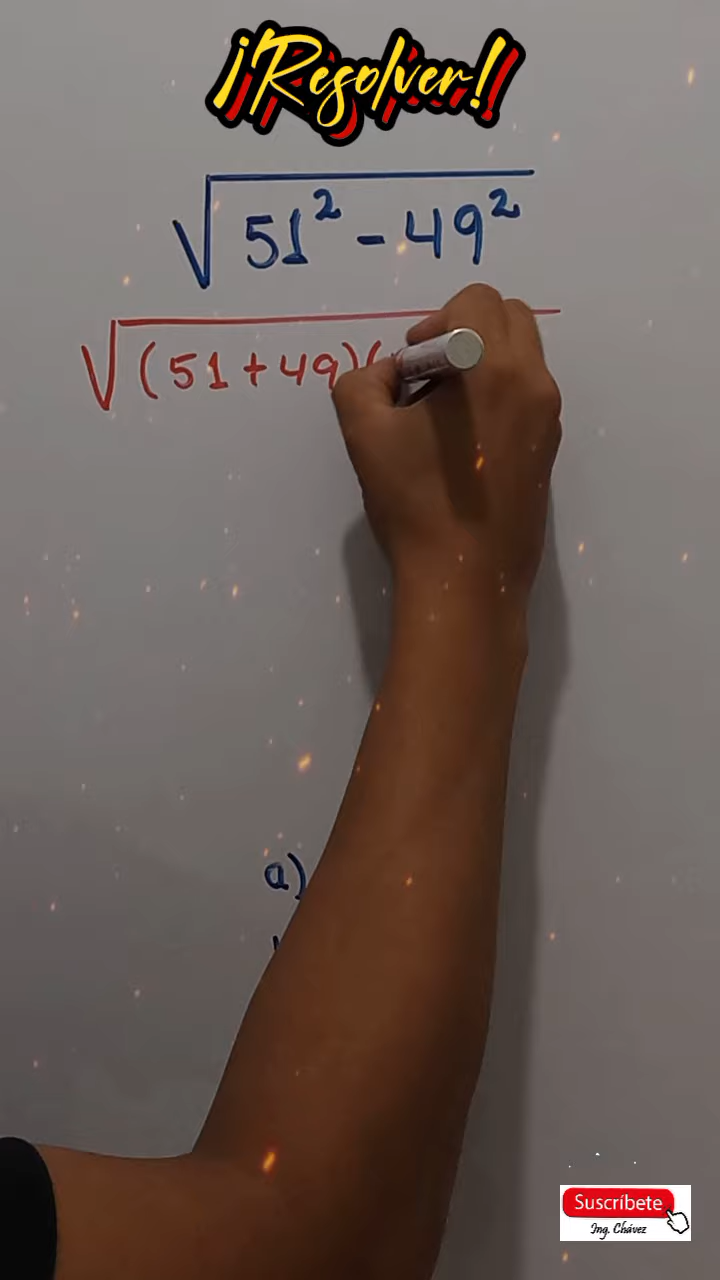 ¡Resolver!
√51² - 49²
√(51+49)(
a)
Suscríbete
Ing. Chávez